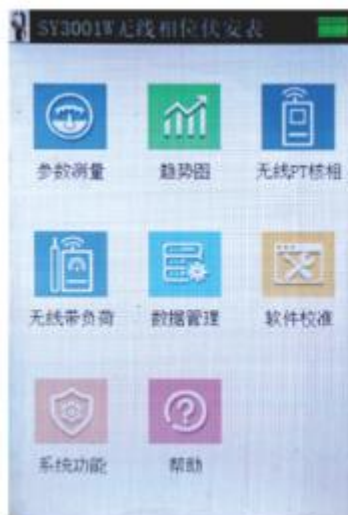 SY3001W无线相位伏安表
参数测量 趋势图 无线PT核相
无线带负荷 数据管理 软件校准
系统功能 帮助